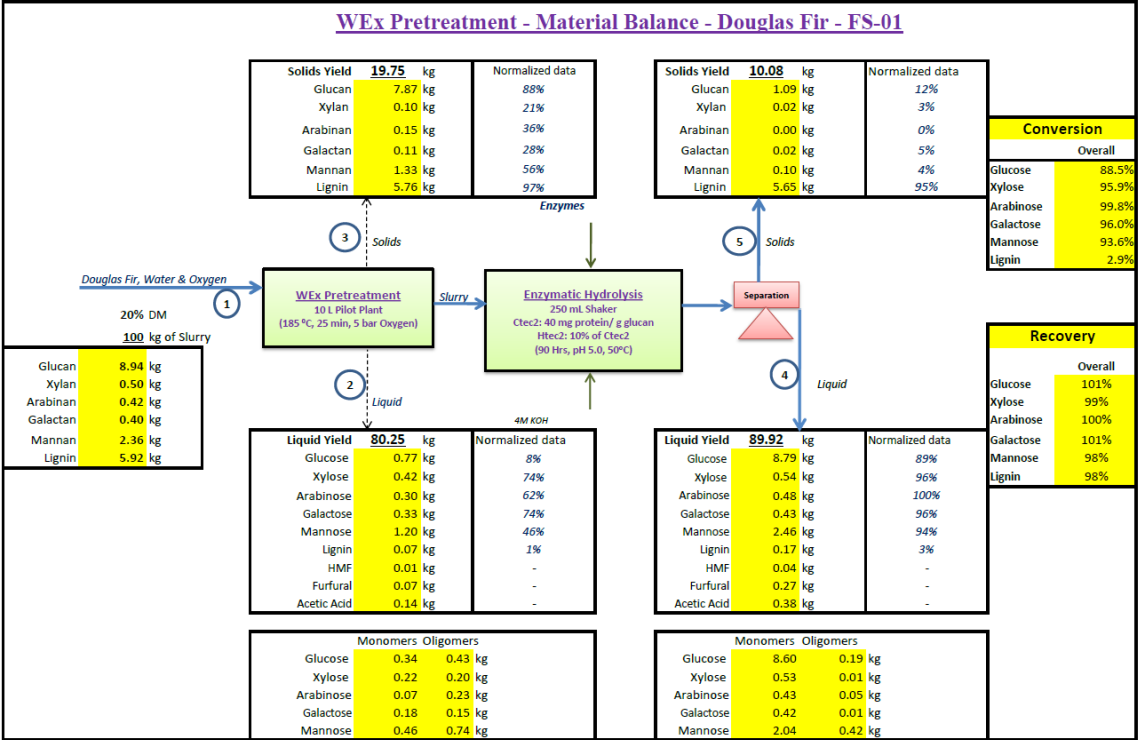 WEx Pretreatment - Material Balance - Douglas Fir - FS-01
Solids Yield 19.75 kg Normalized data
Glucan 7.87 kg 88%
Xylan 0.10 kg 21%
Arabinan 0.15 kg 36%
Galactan 0.11 kg 28%
Mannan 1.33 kg 56%
Lignin 5.76 kg 97%
Solids Yield 10.08 kg Normalized data
Glucan 1.09 kg 12%
Xylan 0.02 kg 3%
Arabinan 0.00 kg 0%
Galactan 0.02 kg 5%
Mannan 0.10 kg 4%
Lignin 5.65 kg 95%
Conversion
Overall
Glucose 88.5%
Xylose 95.9%
Arabinose 99.8%
Galactose 96.0%
Mannose 93.6%
Lignin 2.9%
Enzymes
3 Solids
5 Solids
Douglas Fir, Water & Oxygen
1
WEx Pretreatment
10 L Pilot Plant
(185 ºC, 25 min, 5 bar Oxygen)
Slurry
Enzymatic Hydrolysis
250 mL Shaker
Ctec2: 40 mg protein/ g glucan
Htec2: 10% of Ctec2
(90 Hrs, pH 5.0, 50ºC)
Separation
20% DM
100 kg of Slurry
Glucan 8.94 kg
Xylan 0.50 kg
Arabinan 0.42 kg
Galactan 0.40 kg
Mannan 2.36 kg
Lignin 5.92 kg
2
Liquid
4
Liquid
4M KOH
Recovery
Overall
Glucose 101%
Xylose 99%
Arabinose 100%
Galactose 101%
Mannose 98%
Lignin 98%
Liquid Yield 80.25 kg Normalized data
Glucose 0.77 kg 8%
Xylose 0.42 kg 74%
Arabinose 0.30 kg 62%
Galactose 0.33 kg 74%
Mannose 1.20 kg 46%
Lignin 0.07 kg 1%
HMF 0.01 kg -
Furfural 0.07 kg -
Acetic Acid 0.14 kg -
Liquid Yield 89.92 kg Normalized data
Glucose 8.79 kg 89%
Xylose 0.54 kg 96%
Arabinose 0.48 kg 100%
Galactose 0.43 kg 96%
Mannose 2.46 kg 94%
Lignin 0.17 kg 3%
HMF 0.04 kg -
Furfural 0.27 kg -
Acetic Acid 0.38 kg -
Monomers Oligomers
Glucose 0.34 0.43 kg
Xylose 0.22 0.20 kg
Arabinose 0.07 0.23 kg
Galactose 0.18 0.15 kg
Mannose 0.46 0.74 kg
Monomers Oligomers
Glucose 8.60 0.19 kg
Xylose 0.53 0.01 kg
Arabinose 0.43 0.05 kg
Galactose 0.42 0.01 kg
Mannose 2.04 0.42 kg